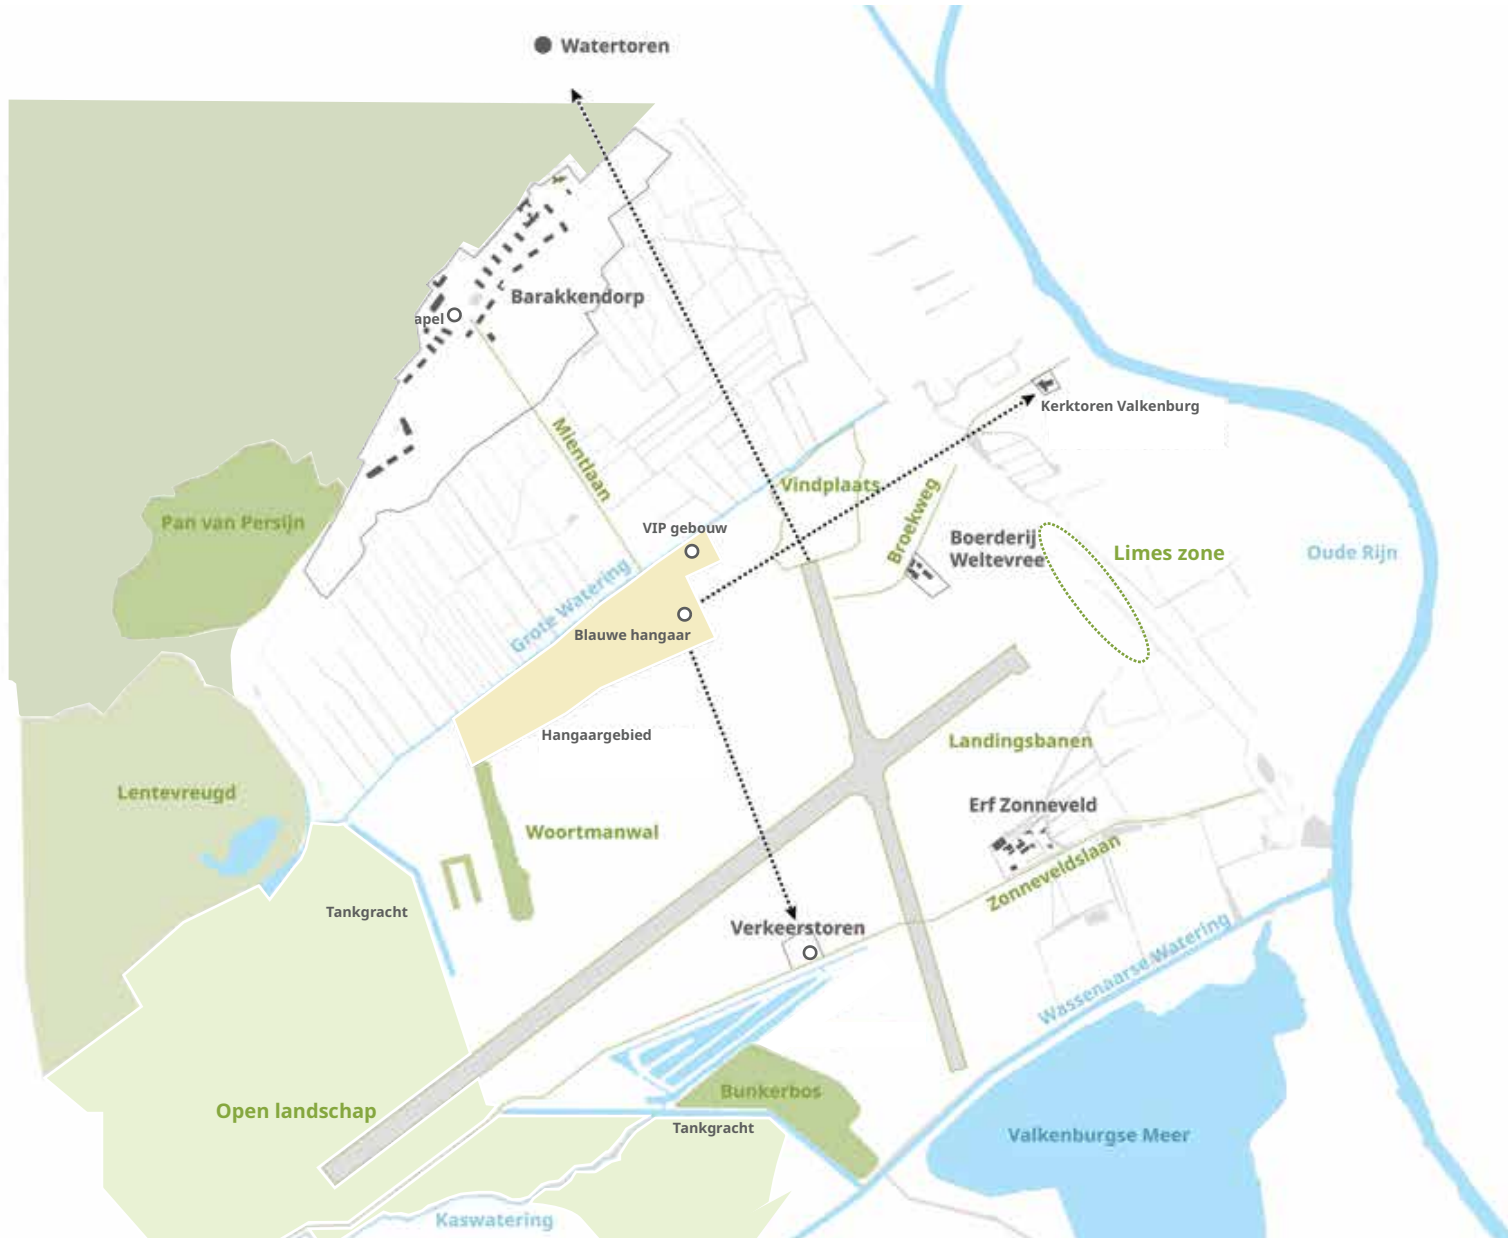 Watertoren
Barakkendorp
apel
Kerktoren Valkenburg
Mientlaan
Vindplaats
Broekweg
Pan van Persijn
VIP gebouw
Boerderij
Weltevree
Limes zone
Oude Rijn
Grote Watering
Blauwe hangaar
Hangaargebied
Landingsbanen
Lentevreugd
Erf Zonneveld
Woortmanwal
Zonneveldslaan
Tankgracht
Verkeerstoren
Wassenaarse Watering
Bunkerbos
Open landschap
Tankgracht
Valkenburgse Meer
Kaswatering